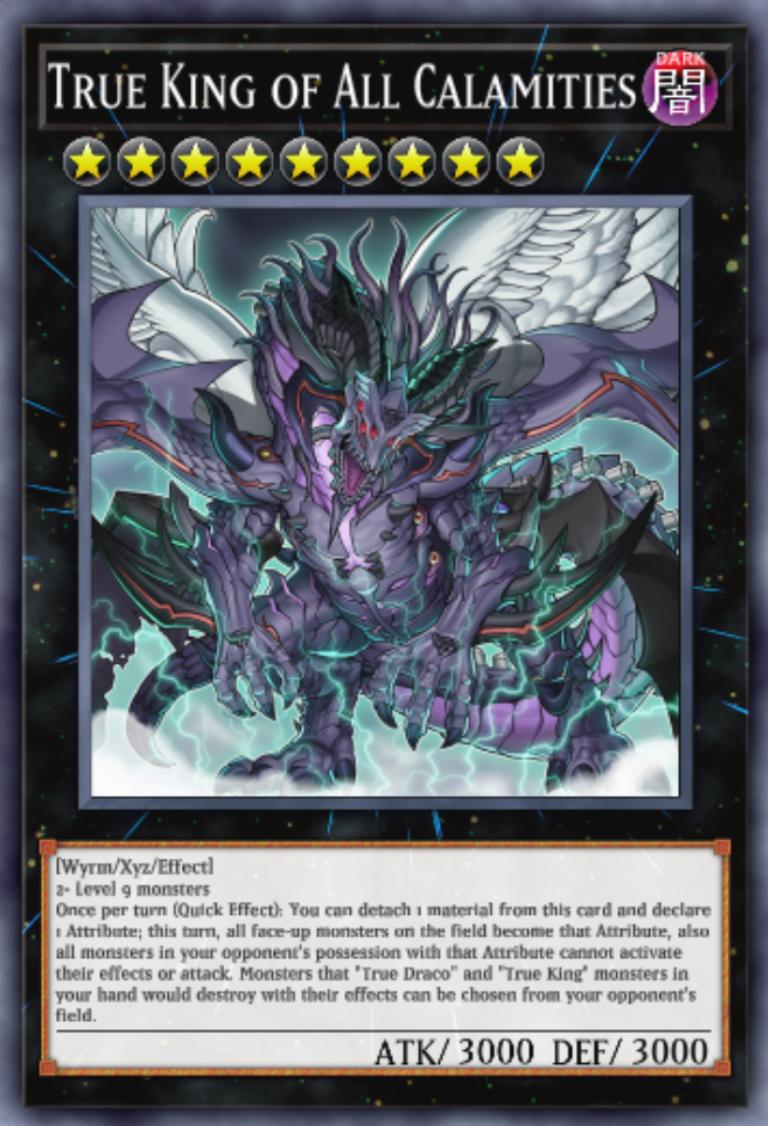 TRUE KING OF ALL CALAMITIES
DARK
闇
[Wyrm/Xyz/Effect]
2- Level 9 monsters
Once per turn (Quick Effect): You can detach 1 material from this card and declare
1 Attribute; this turn, all face-up monsters on the field become that Attribute, also
all monsters in your opponent's possession with that Attribute cannot activate
their effects or attack. Monsters that "True Draco" and "True King" monsters in
your hand would destroy with their effects can be chosen from your opponent's
field.
ATK/ 3000 DEF/ 3000